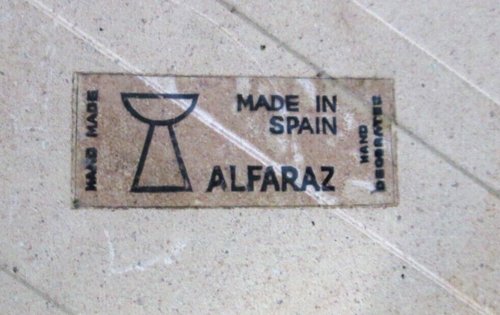 HAND MADE
MADE IN
SPAIN
ALFARAZ
HAND
DECORATED